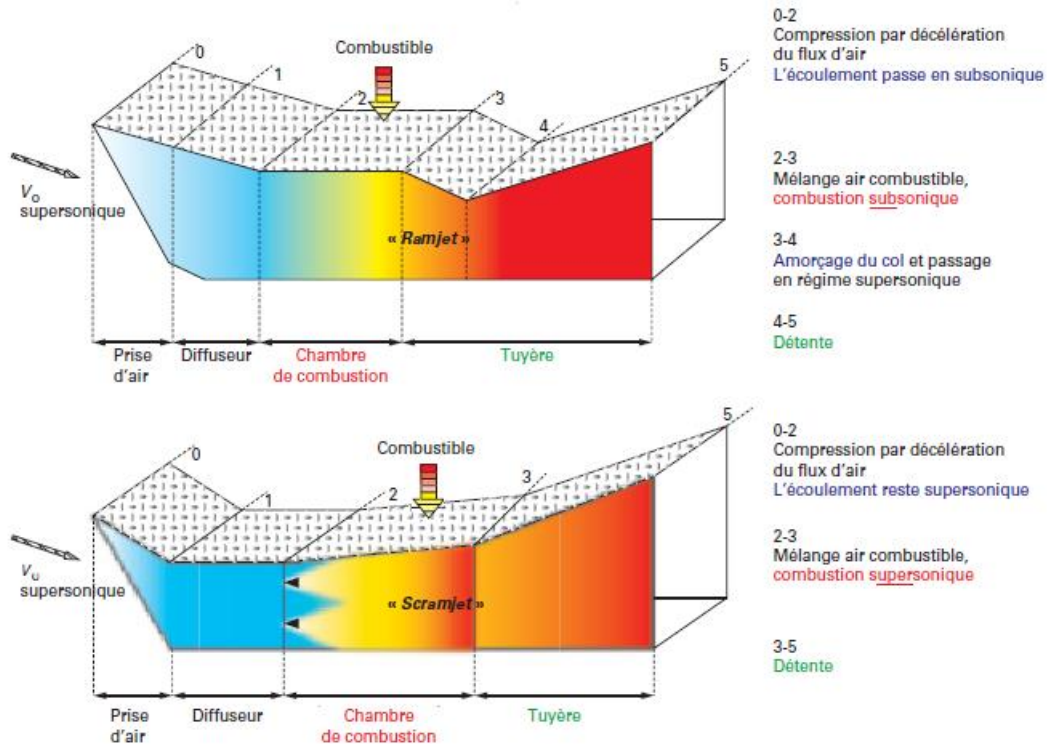 0
1
Combustible
2
3
4
5
V₀
supersonique
« Ramjet »
Prise
d'air
Diffuseur
Chambre
de combustion
Tuyère
0-2
Compression par décélération
du flux d'air
L'écoulement passe en subsonique
2-3
Mélange air combustible,
combustion subsonique
3-4
Amorçage du col et passage
en régime supersonique
4-5
Détente
0
1
Combustible
2
3
5
V₀
supersonique
« Scramjet »
Prise
d'air
Diffuseur
Chambre
de combustion
Tuyère
0-2
Compression par décélération
du flux d'air
L'écoulement reste supersonique
2-3
Mélange air combustible,
combustion supersonique
3-5
Détente